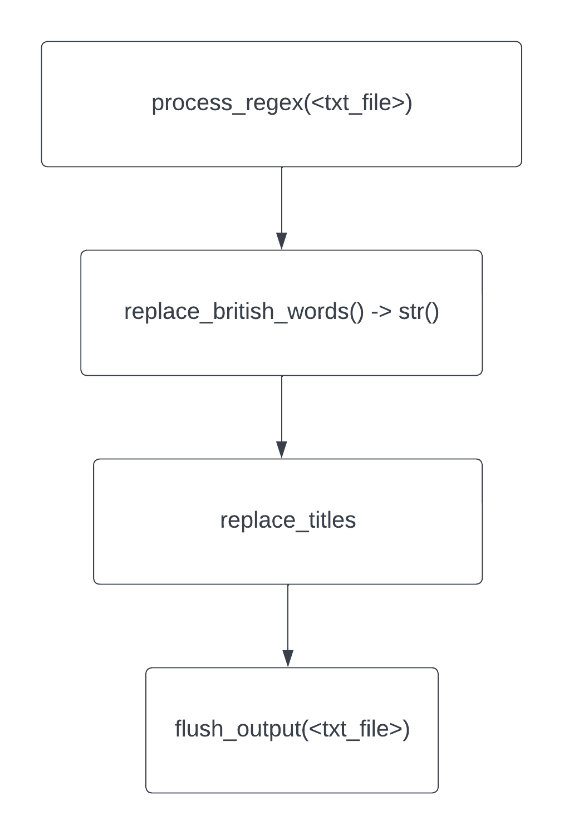 process_regex(<txt_file>)
replace_british_words() -> str()
replace_titles
flush_output(<txt_file>)